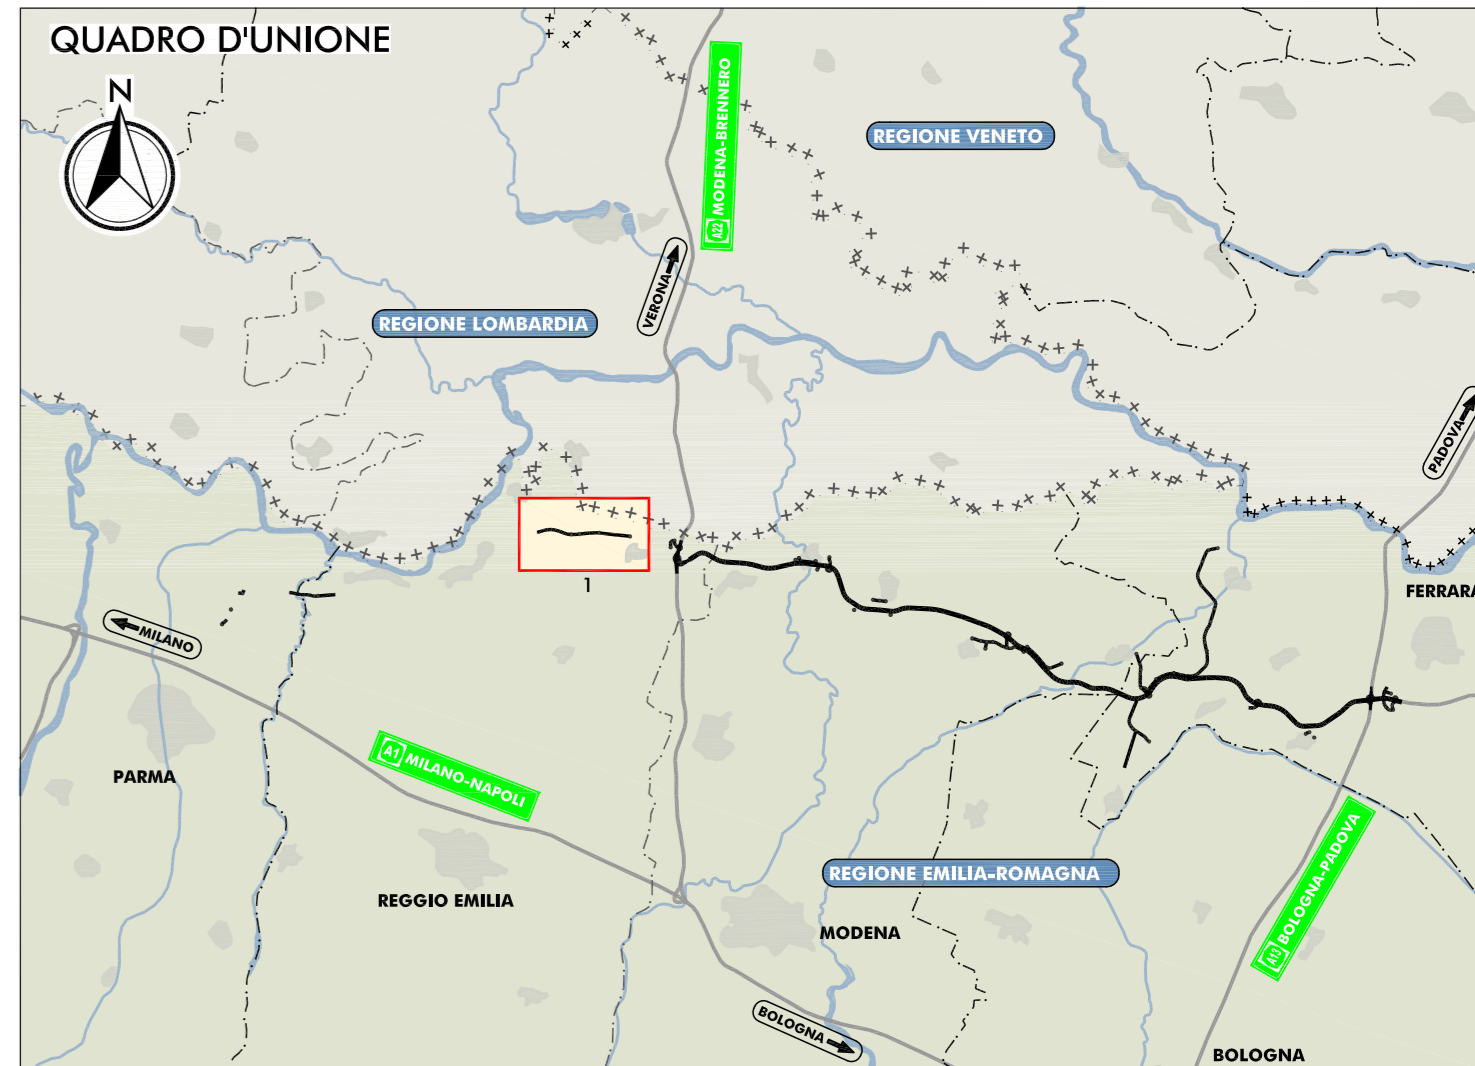 QUADRO D'UNIONE
N
A22 MODENA-BRENNERO
REGIONE VENETO
VERONA
REGIONE LOMBARDIA
PADOVA
1
FERRARA
MILANO
PARMA
A1 MILANO-NAPOLI
REGGIO EMILIA
REGIONE EMILIA-ROMAGNA
MODENA
A13 BOLOGNA-PADOVA
BOLOGNA
BOLOGNA